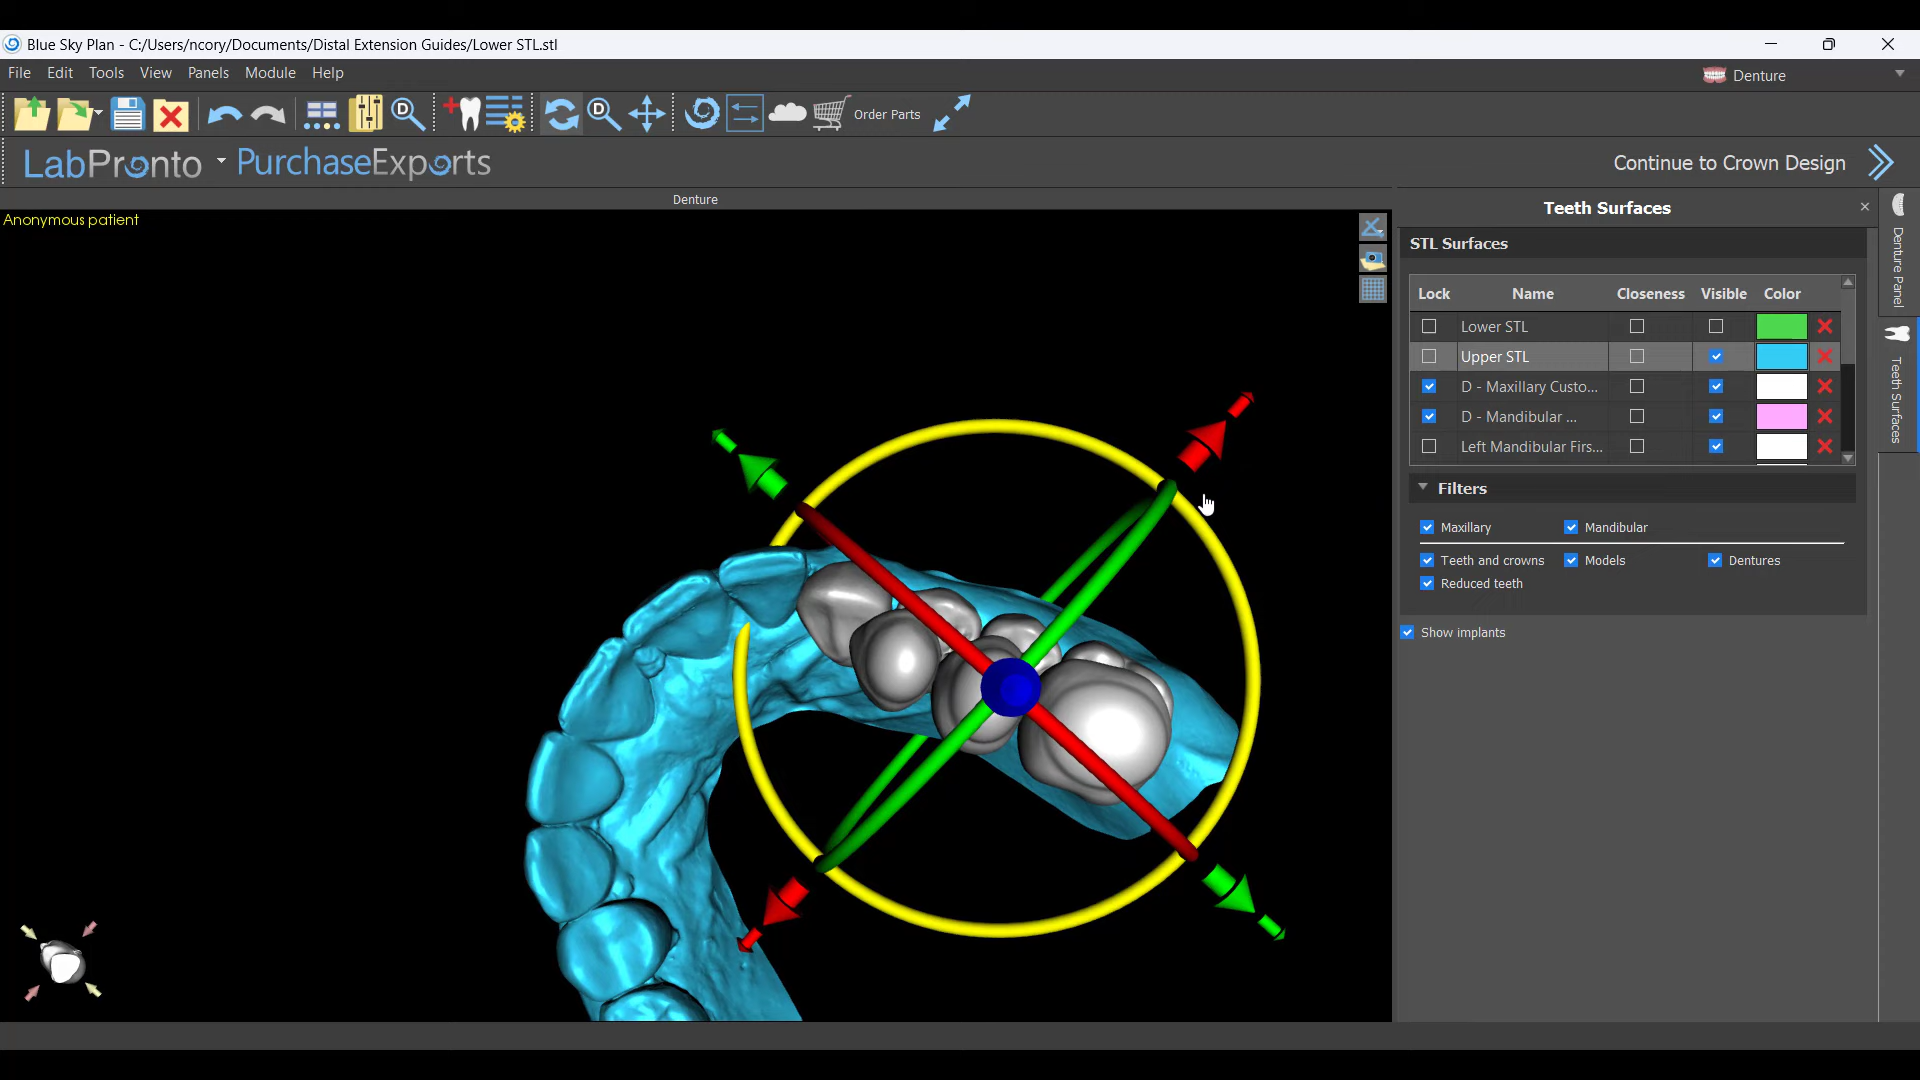 Blue Sky Plan - C:/Users/ncory/Documents/Distal Extension Guides/Lower STL.stl
File Edit Tools View Panels Module Help
Denture
Order Parts
LabPronto PurchaseExports
Continue to Crown Design
Denture
Anonymous patient
Teeth Surfaces
STL Surfaces
Lock Name Closeness Visible Color
Lower STL
Upper STL
D - Maxillary Custo...
D - Mandibular ...
Left Mandibular Firs...
Filters
Maxillary Mandibular
Teeth and crowns Models Dentures
Reduced teeth
Show implants
Denture Panel
Teeth Surfaces